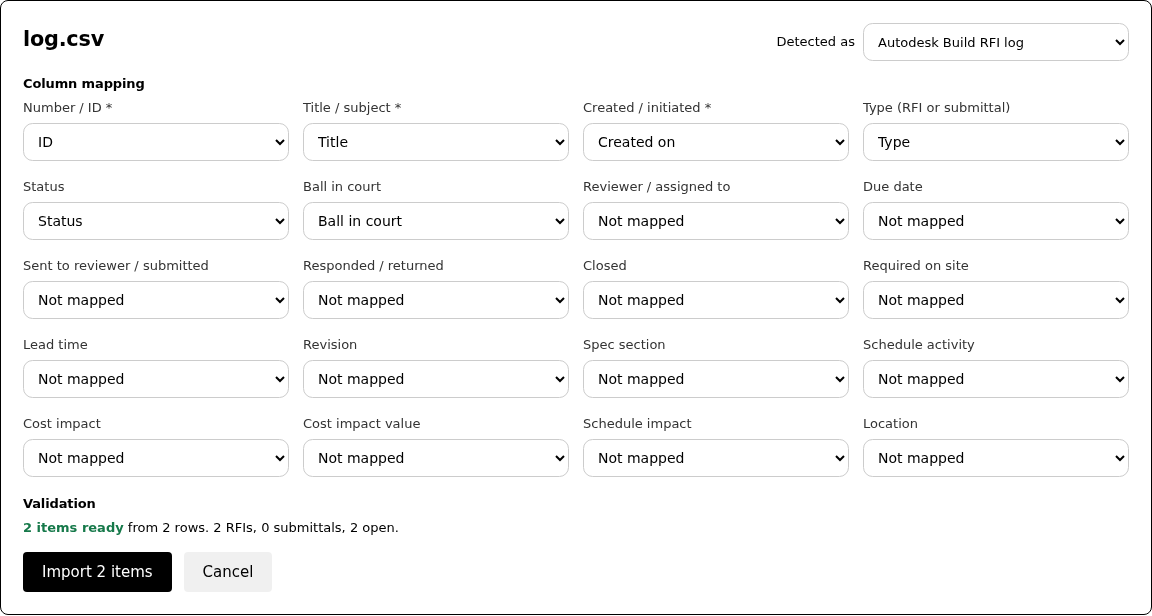 log.csv
Detected as Autodesk Build RFI log
Column mapping
Number / ID * Title / subject * Created / initiated * Type (RFI or submittal)
ID Title Created on Type
Status Ball in court Reviewer / assigned to Due date
Status Ball in court Not mapped Not mapped
Sent to reviewer / submitted Responded / returned Closed Required on site
Not mapped Not mapped Not mapped Not mapped
Lead time Revision Spec section Schedule activity
Not mapped Not mapped Not mapped Not mapped
Cost impact Cost impact value Schedule impact Location
Not mapped Not mapped Not mapped Not mapped
Validation
2 items ready from 2 rows. 2 RFIs, 0 submittals, 2 open.
Import 2 items Cancel